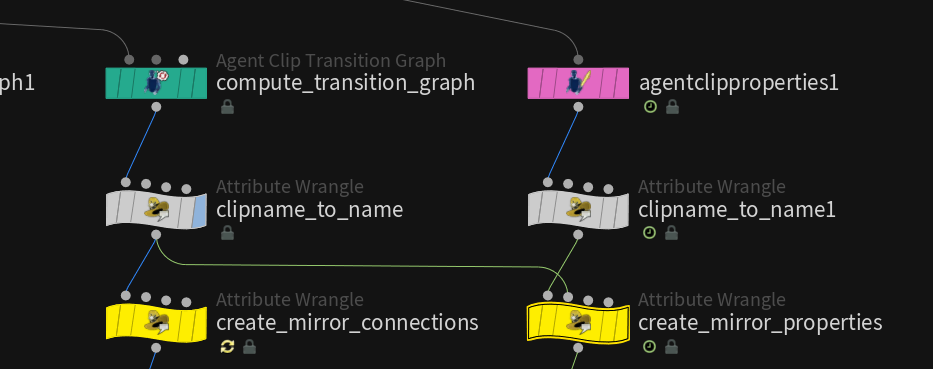 Agent Clip Transition Graph
ph1
compute_transition_graph
agentclipproperties1
Attribute Wrangle
clipname_to_name
Attribute Wrangle
clipname_to_name1
Attribute Wrangle
create_mirror_connections
Attribute Wrangle
create_mirror_properties